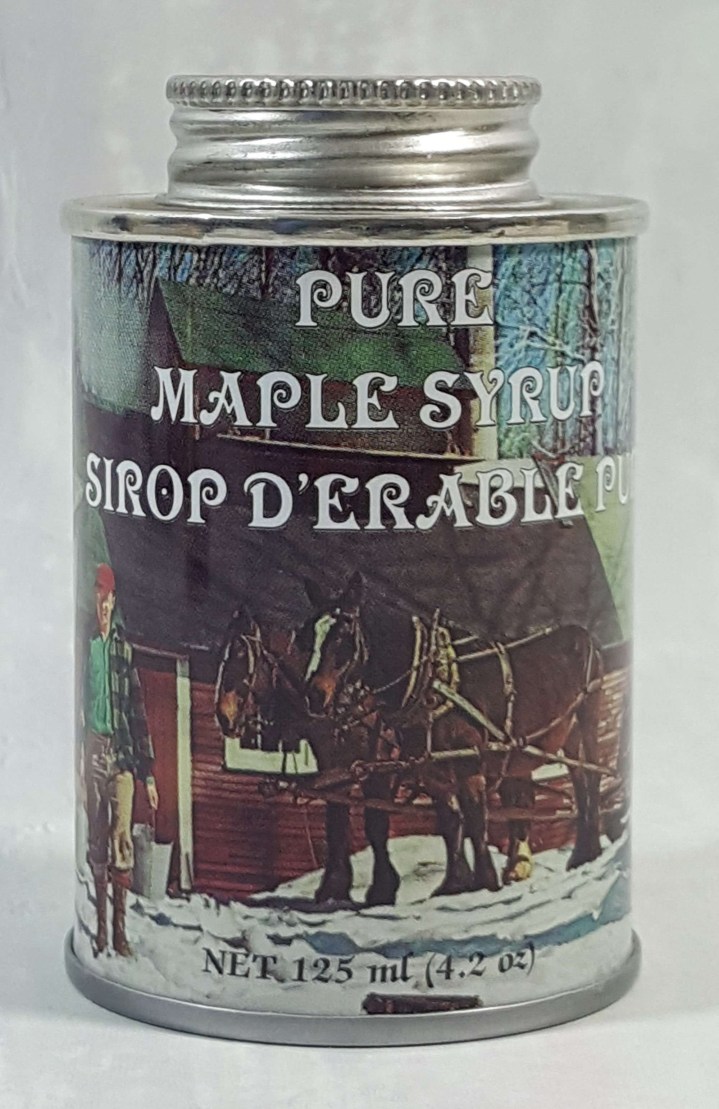 PURE
MAPLE SYRUP
SIROP D'ERABLE PU
NET 125 ml (4.2 oz)